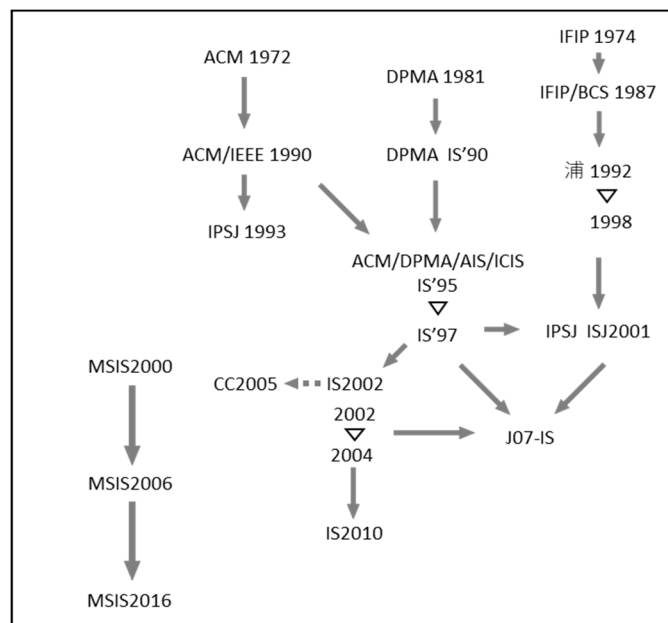 IFIP 1974
ACM 1972
DPMA 1981
IFIP/BCS 1987
ACM/IEEE 1990
DPMA IS’90
浦 1992
1998
IPSJ 1993
ACM/DPMA/AIS/ICIS
IS’95
IS’97
IPSJ ISJ2001
MSIS2000
CC2005
IS2002
2002
2004
J07-IS
MSIS2006
IS2010
MSIS2016